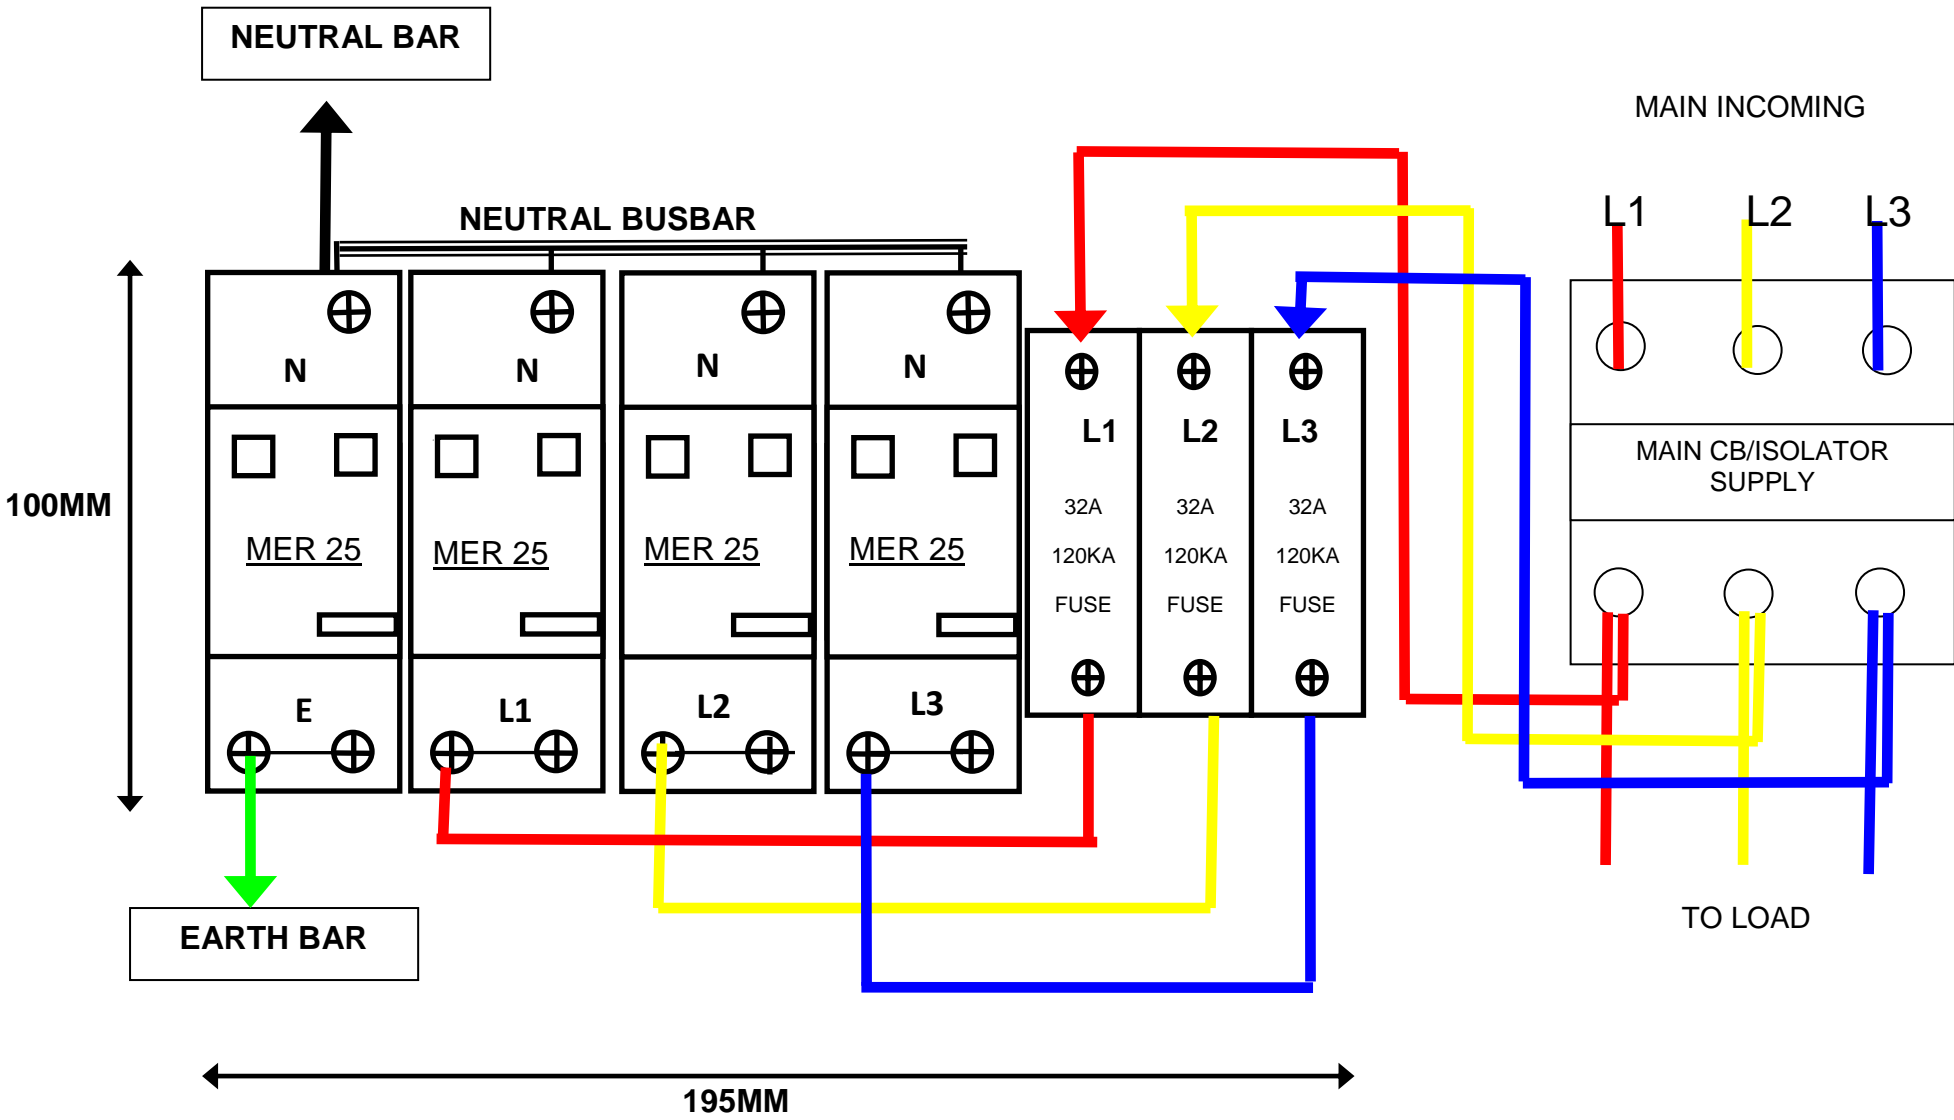 NEUTRAL BAR
MAIN INCOMING
L1 L2 L3
NEUTRAL BUSBAR
N N N N
L1 L2 L3
MAIN CB/ISOLATOR
SUPPLY
100MM
32A 32A 32A
MER 25 MER 25 MER 25 MER 25
120KA 120KA 120KA
FUSE FUSE FUSE
E L1 L2 L3
EARTH BAR
TO LOAD
195MM